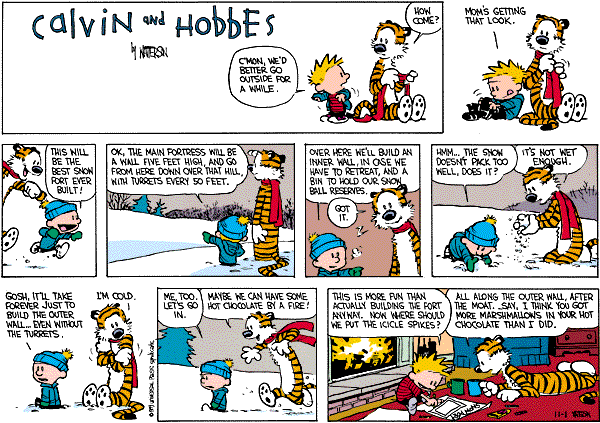 Calvin and Hobbes
by WATTERSON
C'MON, WE'D
BETTER GO
OUTSIDE FOR
A WHILE.
HOW
COME?
MOM'S GETTING
THAT LOOK.
THIS WILL
BE THE
BEST SNOW
FORT EVER
BUILT!
OK, THE MAIN FORTRESS WILL BE
A WALL FIVE FEET HIGH, AND GO
FROM HERE DOWN OVER THAT HILL,
WITH TURRETS EVERY SO FEET.
OVER HERE WE'LL BUILD AN
INNER WALL, IN CASE WE
HAVE TO RETREAT, AND A
BIN TO HOLD OUR SNOW
BALL RESERVES.
GOT
IT.
HMM... THE SNOW
DOESN'T PACK TOO
WELL, DOES IT?
IT'S NOT WET
ENOUGH.
GOSH, IT'LL TAKE
FOREVER JUST TO
BUILD THE OUTER
WALL... EVEN WITHOUT
THE TURRETS.
I'M COLD.
ME, TOO.
LET'S GO
IN.
MAYBE WE CAN HAVE SOME
HOT CHOCOLATE BY A FIRE!
THIS IS MORE FUN THAN
ACTUALLY BUILDING THE FORT
ANYWAY. NOW WHERE SHOULD
WE PUT THE ICICLE SPIKES?
ALL ALONG THE OUTER WALL, AFTER
THE MOAT. ..SAY, I THINK YOU GOT
MORE MARSHMALLOWS IN YOUR HOT
CHOCOLATE THAN I DID.